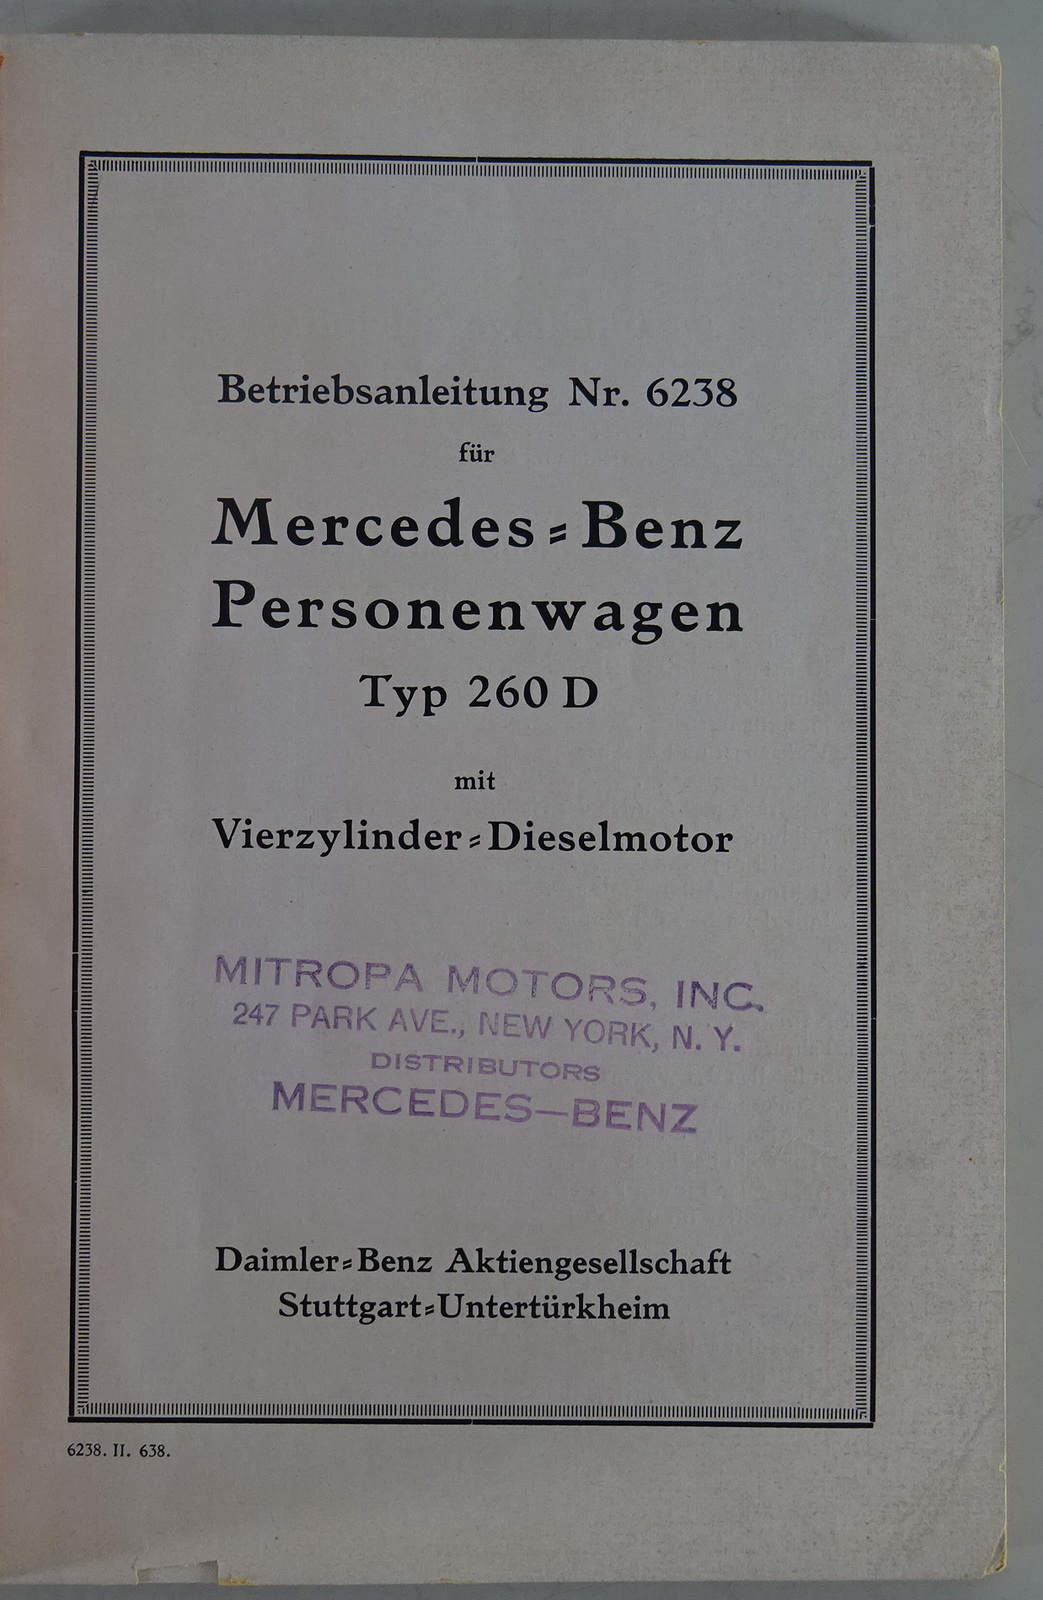 Betriebsanleitung Nr. 6238
für
Mercedes=Benz
Personenwagen
Typ 260 D
mit
Vierzylinder=Dieselmotor
MITROPA MOTORS, INC.
247 PARK AVE., NEW YORK, N. Y.
DISTRIBUTORS
MERCEDES—BENZ
Daimler=Benz Aktiengesellschaft
Stuttgart=Untertürkheim
6238. II. 638.